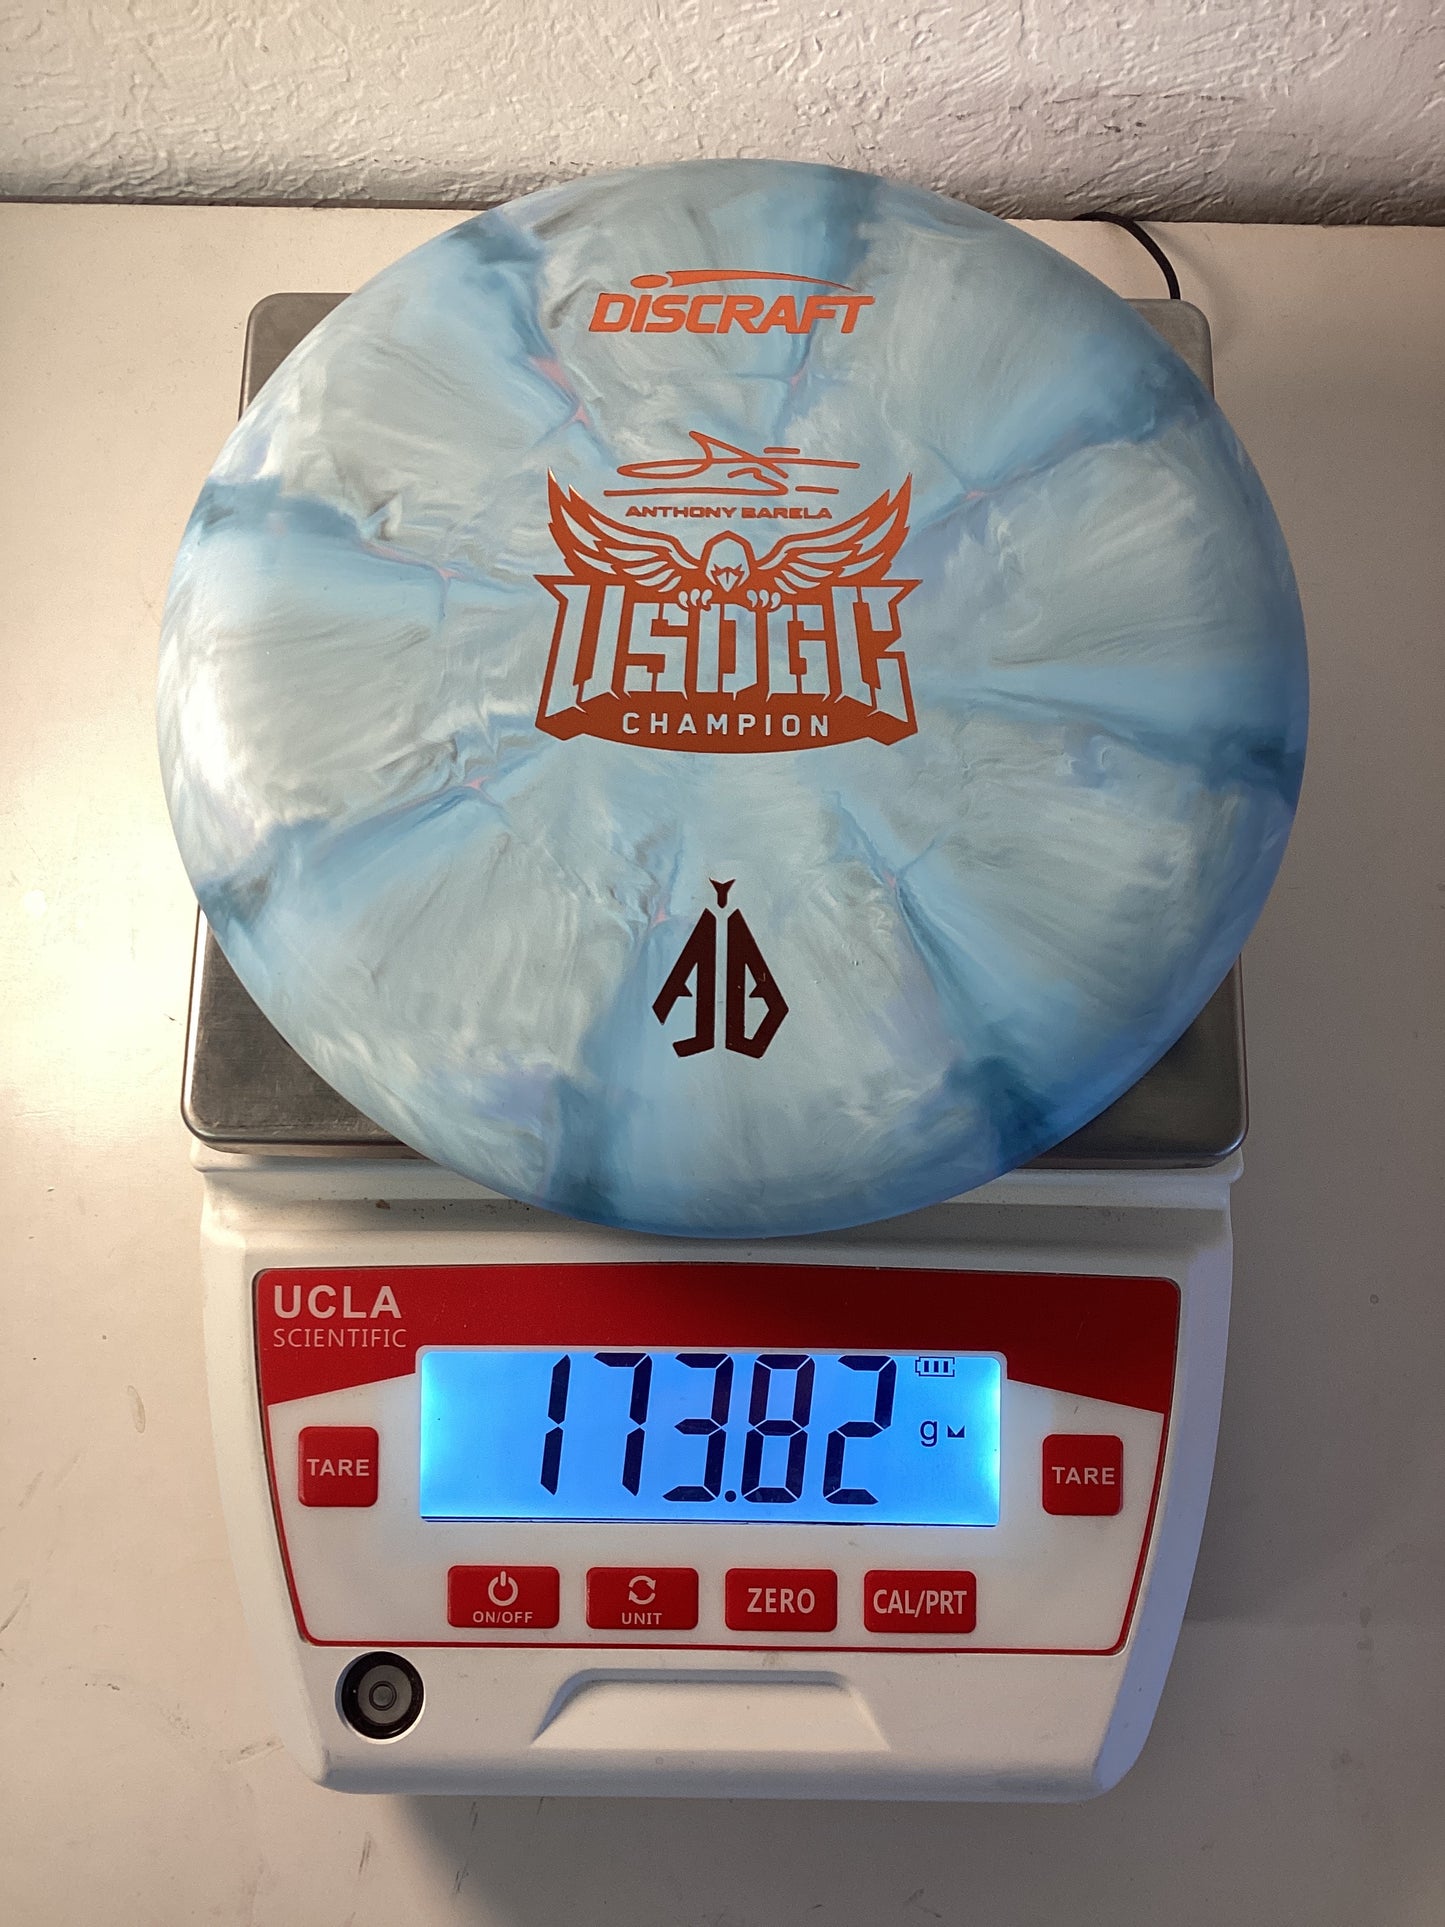 DISCRAFT
ANTHONY BARELA
USDGC
CHAMPION
AB
UCLA
SCIENTIFIC
173.82 g
TARE
TARE
ON/OFF
UNIT
ZERO
CAL/PRT